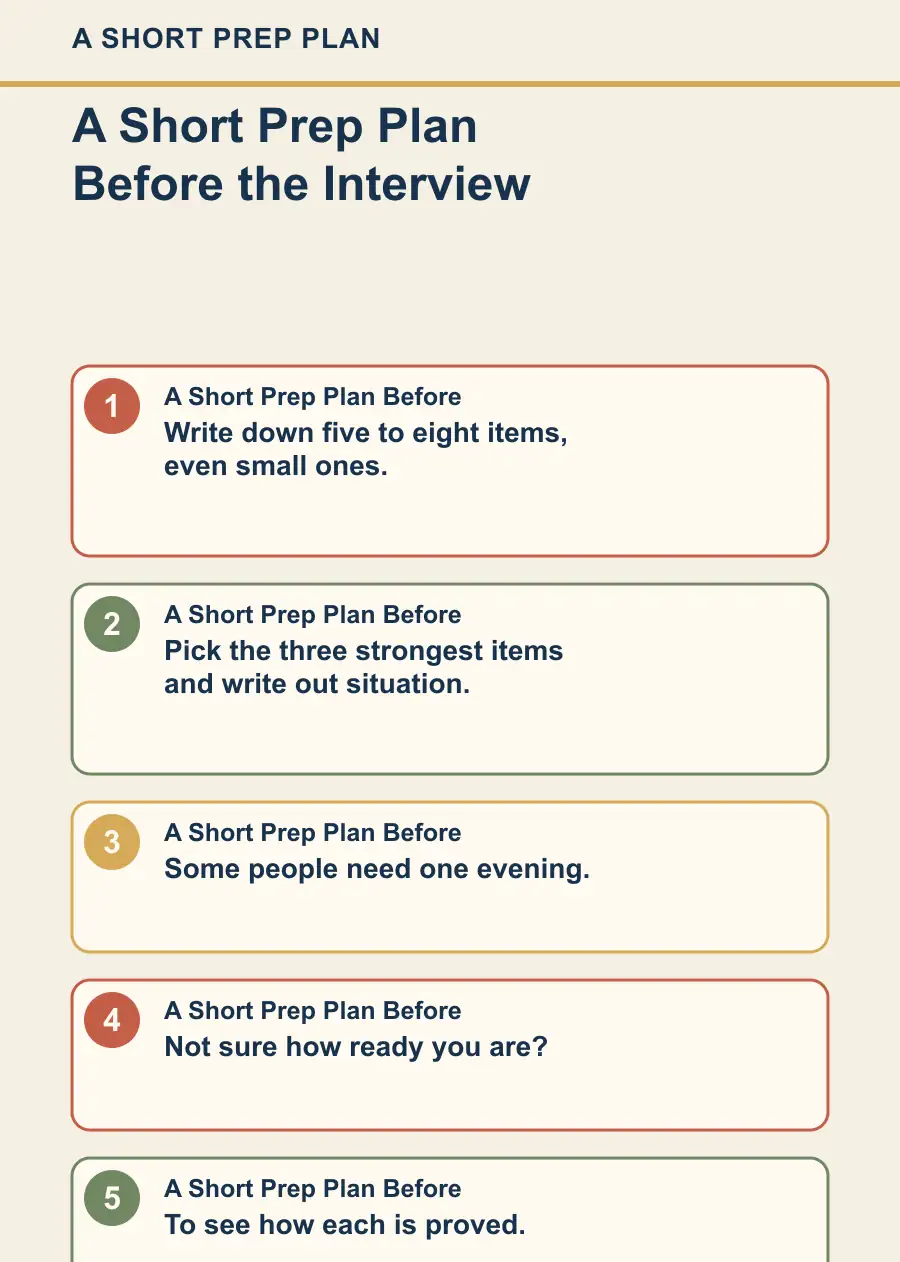 A SHORT PREP PLAN
A Short Prep Plan
Before the Interview
1
A Short Prep Plan Before
Write down five to eight items,
even small ones.
2
A Short Prep Plan Before
Pick the three strongest items
and write out situation.
3
A Short Prep Plan Before
Some people need one evening.
4
A Short Prep Plan Before
Not sure how ready you are?
5
A Short Prep Plan Before
To see how each is proved.